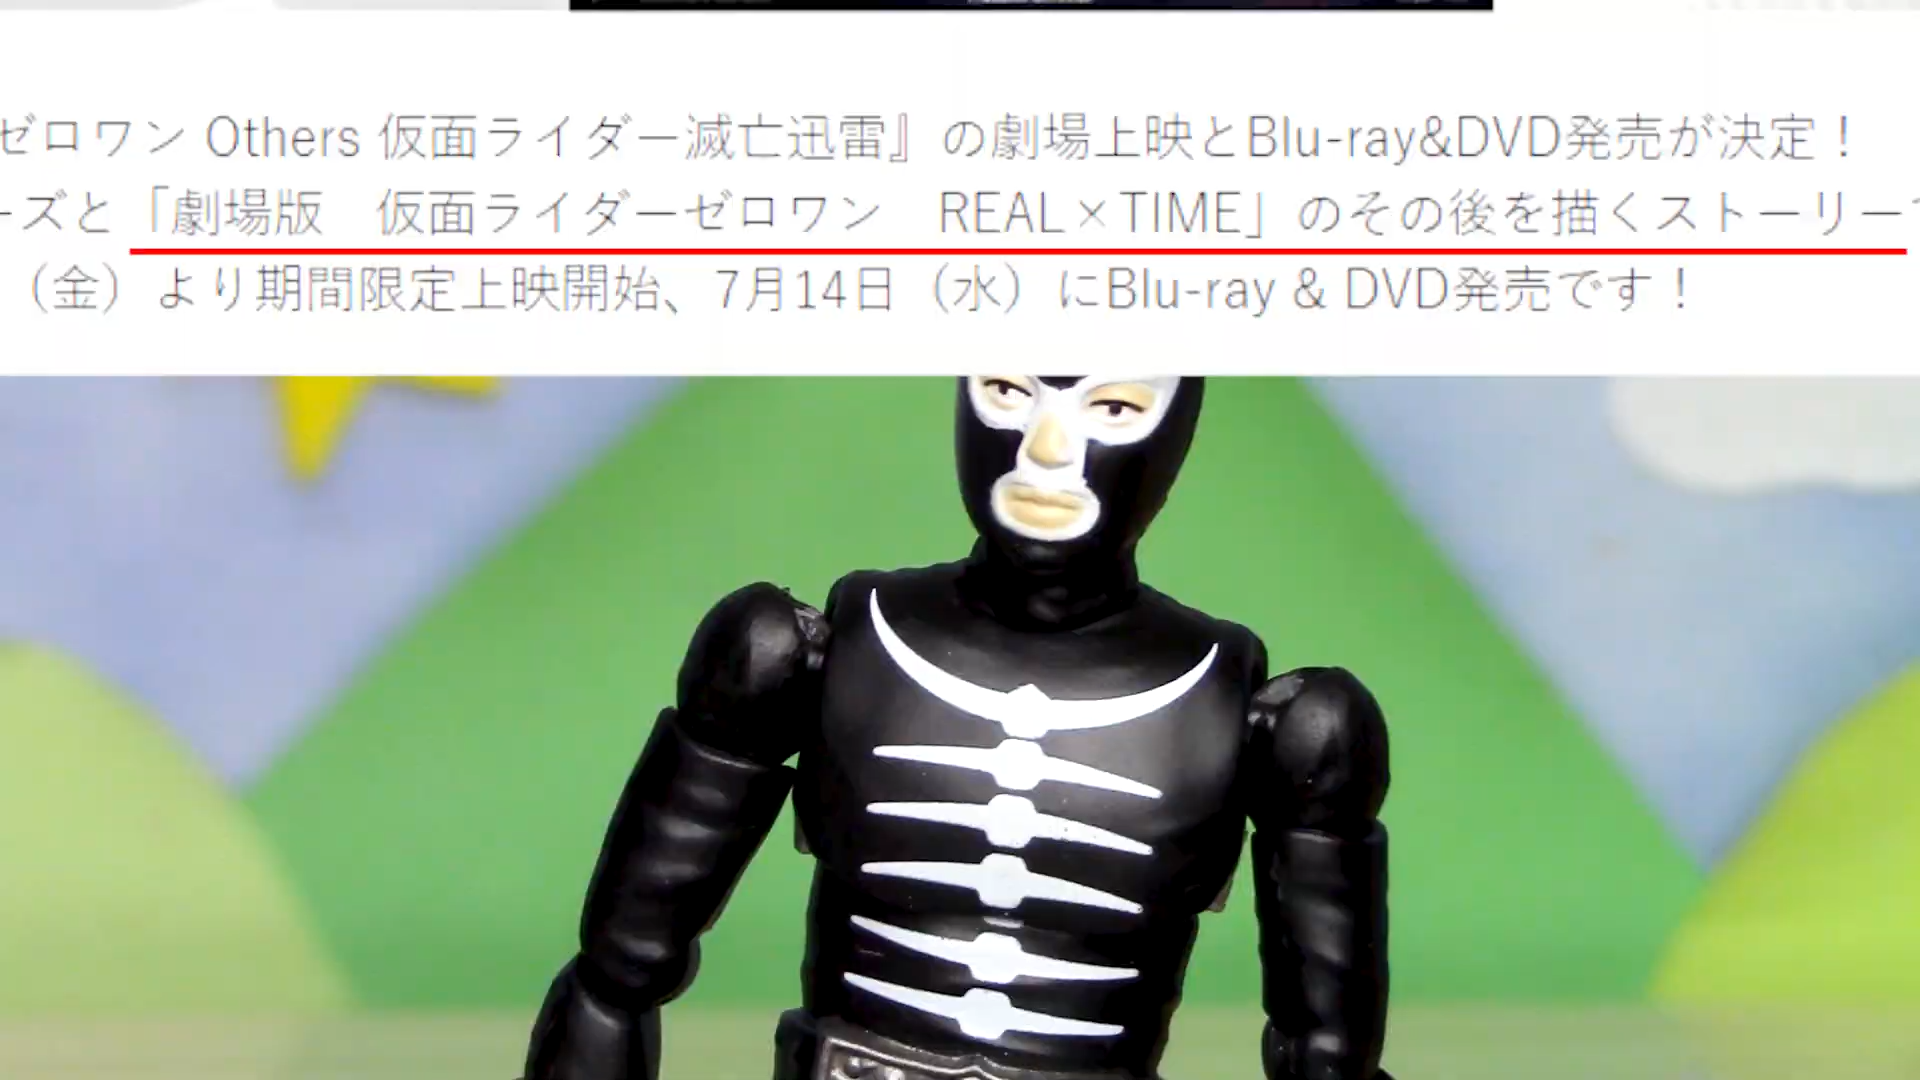 ゼロワン Others 仮面ライダー滅亡迅雷』の劇場上映とBlu-ray&DVD発売が決定！
ーズと「劇場版　仮面ライダーゼロワン　REAL×TIME」のその後を描くストーリー
（金）より期間限定上映開始、7月14日（水）にBlu-ray & DVD発売です！